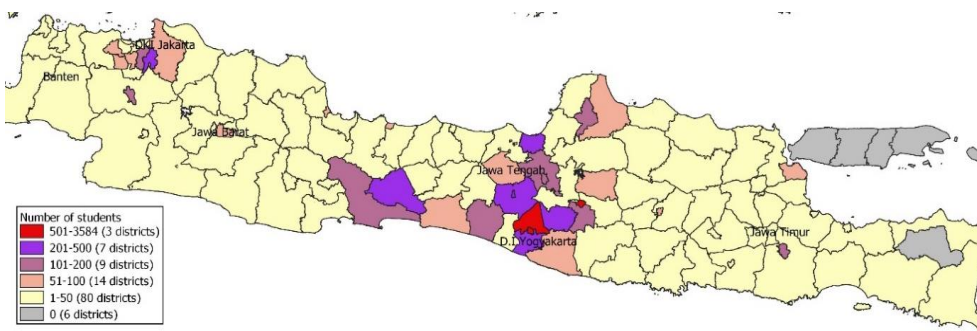 DKI Jakarta
Banten
Jawa Barat
Jawa Tengah
D.I.Yogyakarta
Jawa Timur
Number of students
501-3584 (3 districts)
201-500 (7 districts)
101-200 (9 districts)
51-100 (14 districts)
1-50 (80 districts)
0 (6 districts)